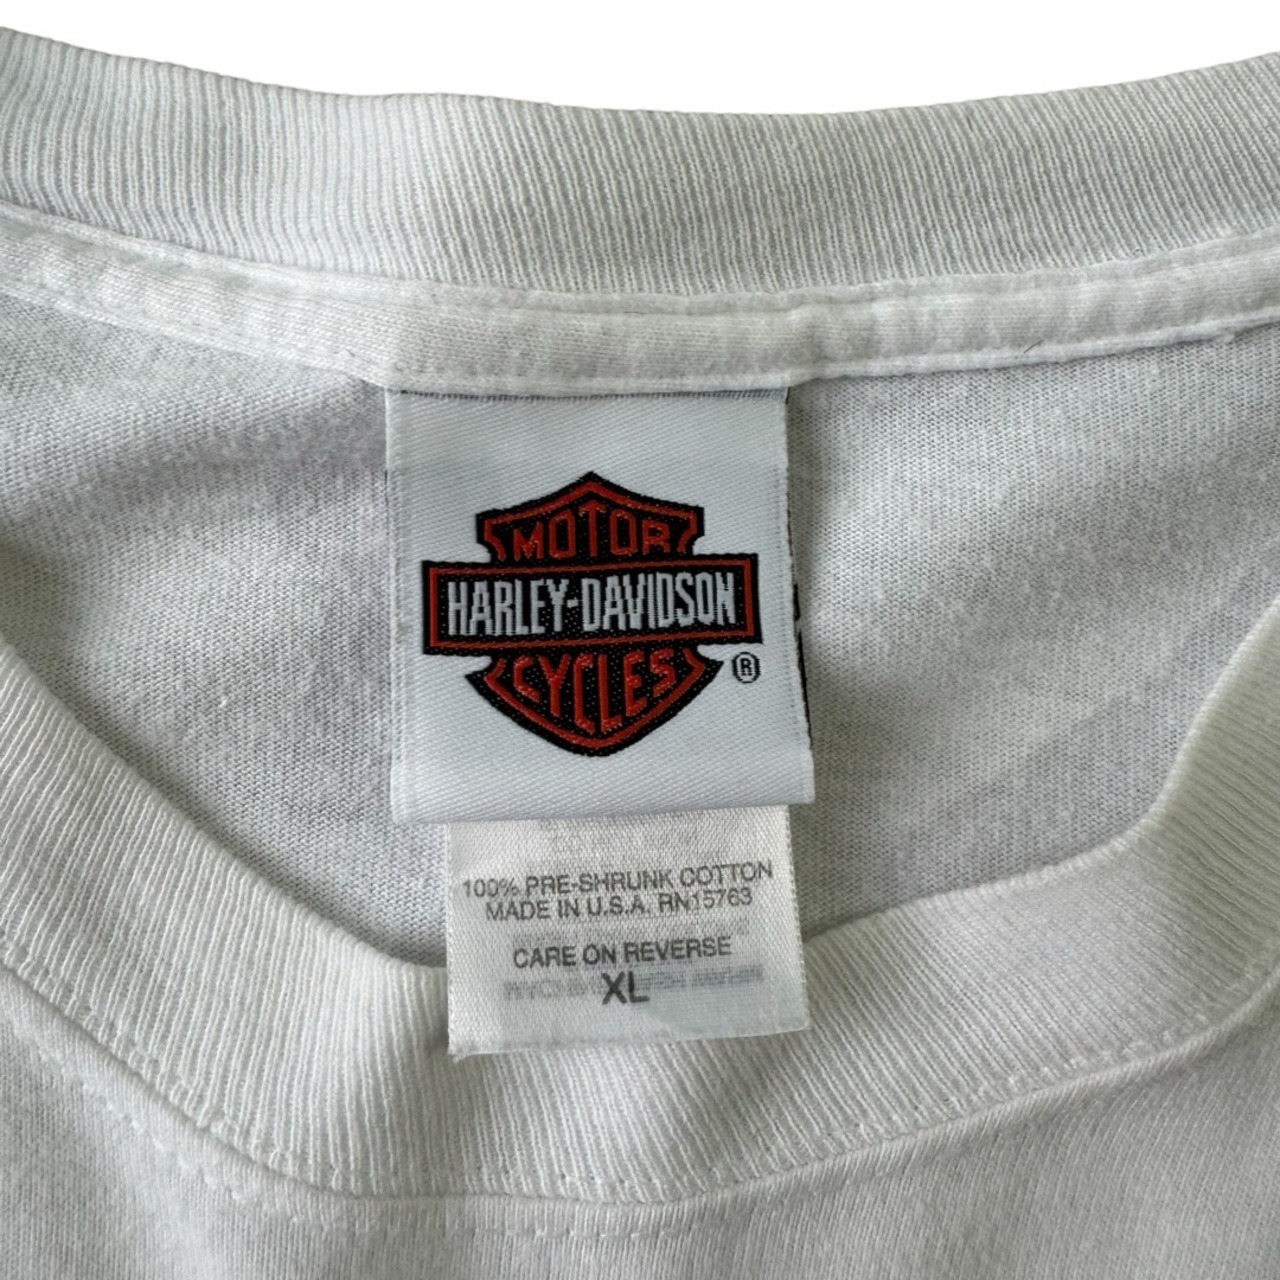 MOTOR
HARLEY-DAVIDSON
CYCLES
®
100% PRE-SHRUNK COTTON
MADE IN U.S.A. RN15763
CARE ON REVERSE
XL